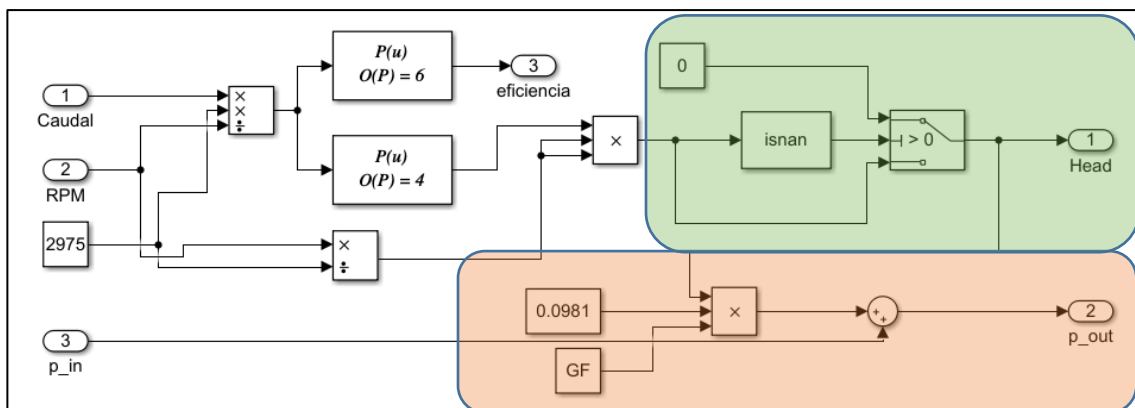 1
Caudal
2
RPM
2975
3
p_in
×
×
÷
P(u)
O(P) = 6
3
eficiencia
P(u)
O(P) = 4
×
÷
×
0
isnan
> 0
1
Head
0.0981
GF
×
+
+
2
p_out